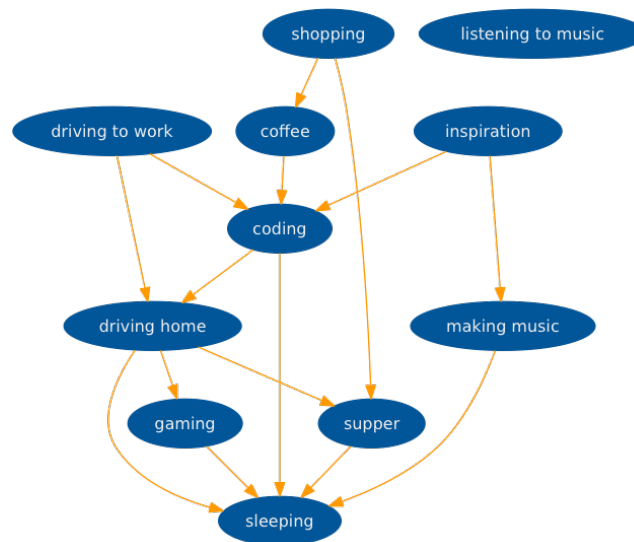 shopping
listening to music
driving to work
coffee
inspiration
coding
driving home
making music
gaming
supper
sleeping